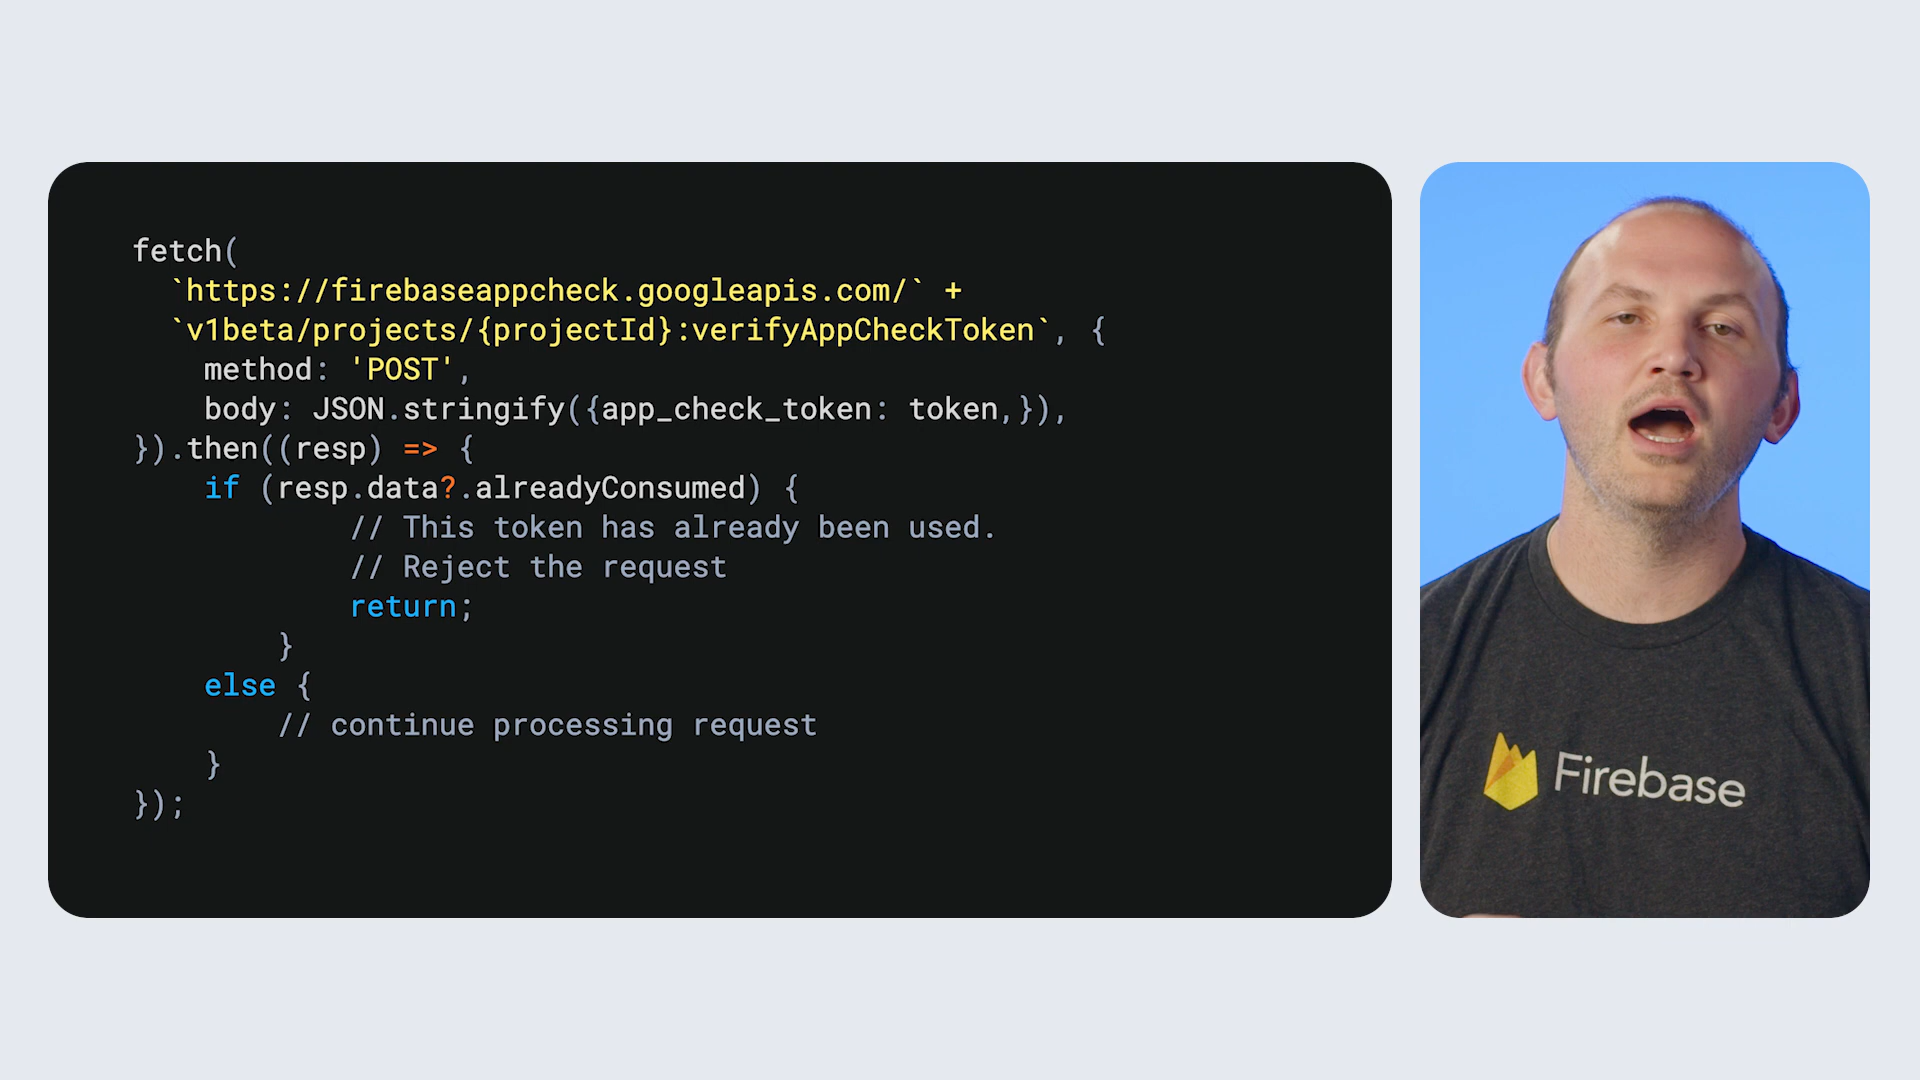 fetch(
`https://firebaseappcheck.googleapis.com/` +
`v1beta/projects/{projectId}:verifyAppCheckToken`, {
method: 'POST',
body: JSON.stringify({app_check_token: token,}),
}).then((resp) => {
if (resp.data?.alreadyConsumed) {
// This token has already been used.
// Reject the request
return;
}
else {
// continue processing request
}
});
Firebase